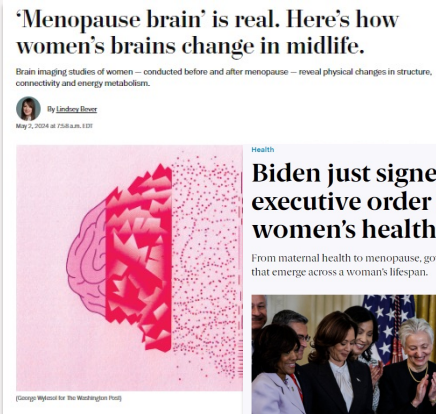 ‘Menopause brain’ is real. Here’s how
women’s brains change in midlife.
Brain imaging studies of women — conducted before and after menopause — reveal physical changes in structure,
connectivity and energy metabolism.
By Lindsey Bever
May 2, 2024 at 7:58 a.m. EDT
(George Wylesol for The Washington Post)
Health
Biden just signe
executive order
women’s health
From maternal health to menopause, go
that emerge across a woman’s lifespan.